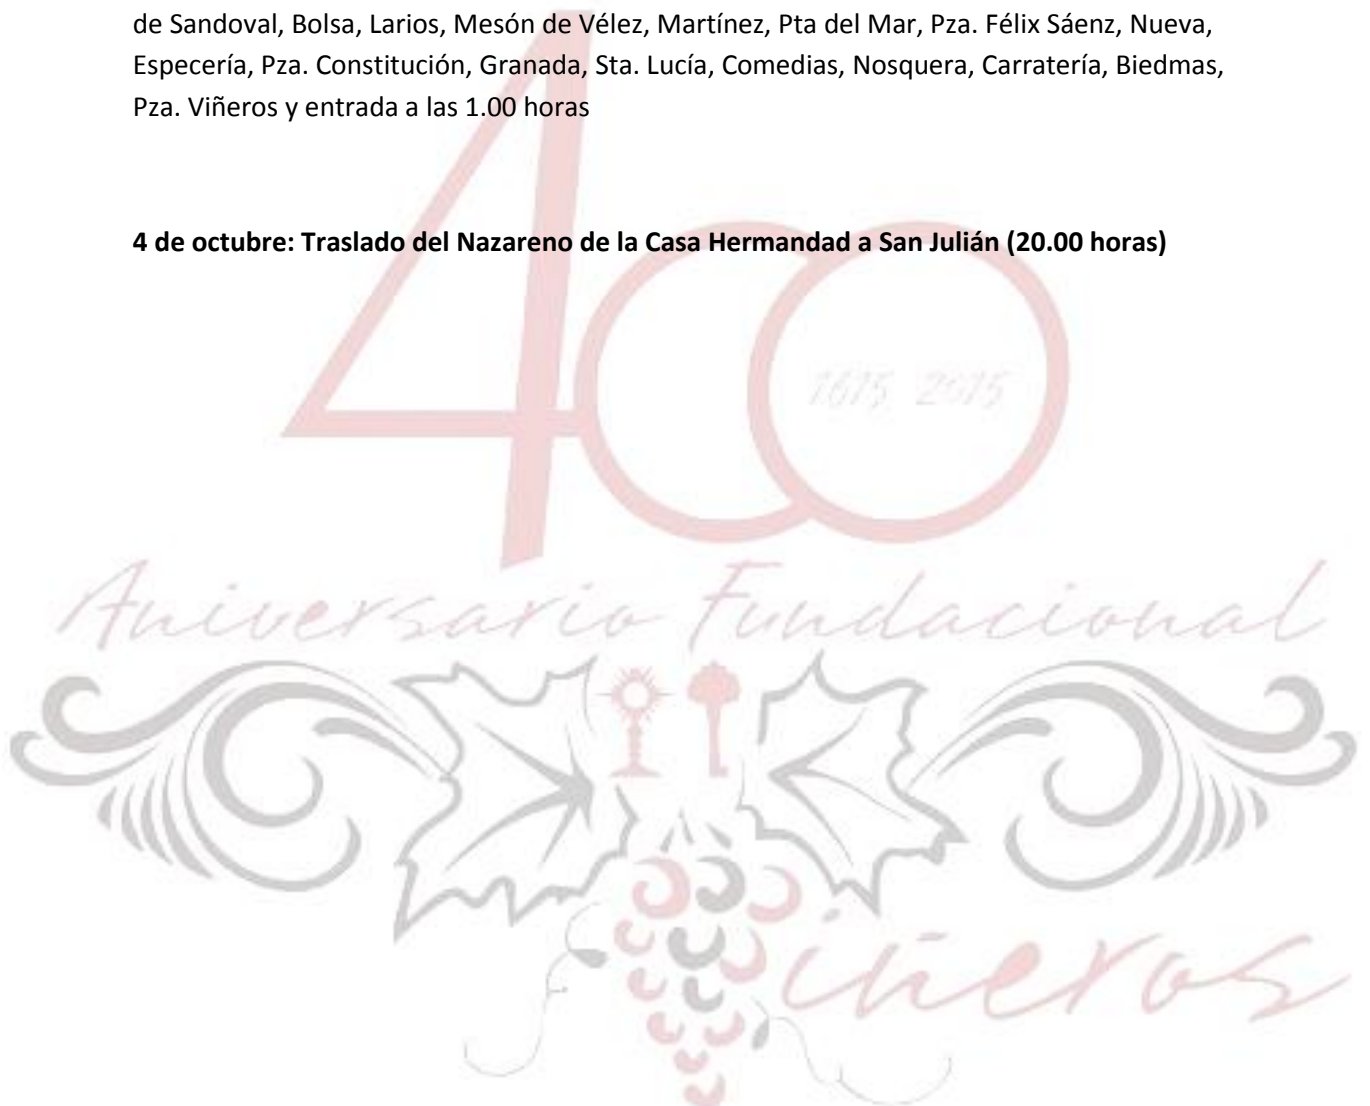 de Sandoval, Bolsa, Larios, Mesón de Vélez, Martínez, Pta del Mar, Pza. Félix Sáenz, Nueva,
Especería, Pza. Constitución, Granada, Sta. Lucía, Comedias, Nosquera, Carratería, Biedmas,
Pza. Viñeros y entrada a las 1.00 horas
4 de octubre: Traslado del Nazareno de la Casa Hermandad a San Julián (20.00 horas)
400
1615 2015
Aniversario Fundacional
Viñeros